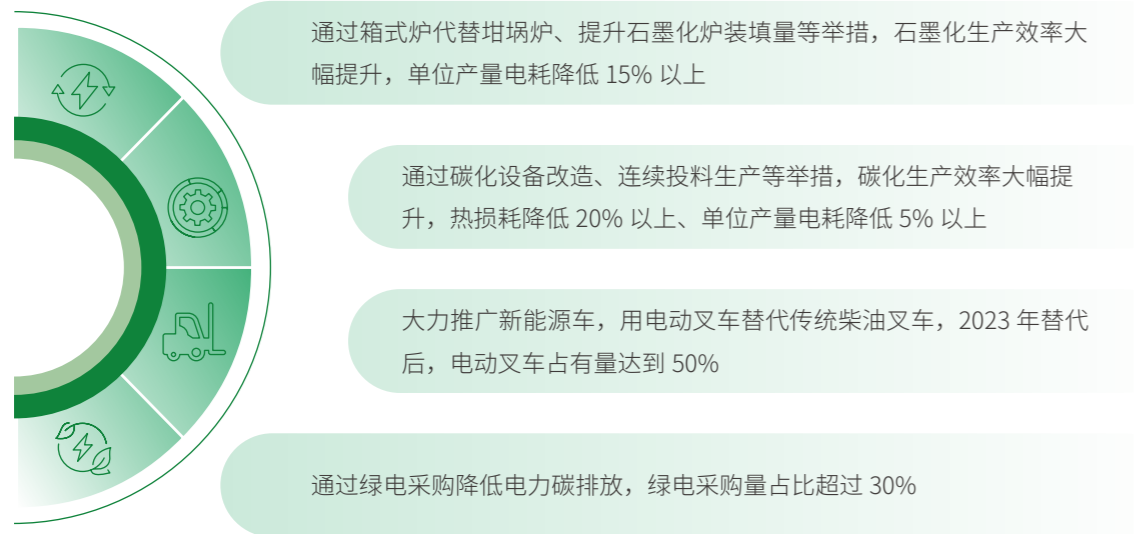 通过箱式炉代替坩埚炉、提升石墨化炉装填量等举措，石墨化生产效率大
幅提升，单位产量电耗降低 15% 以上
通过碳化设备改造、连续投料生产等举措，碳化生产效率大幅提
升，热损耗降低 20% 以上、单位产量电耗降低 5% 以上
大力推广新能源车，用电动叉车替代传统柴油叉车，2023 年替代
后，电动叉车占有量达到 50%
通过绿电采购降低电力碳排放，绿电采购量占比超过 30%